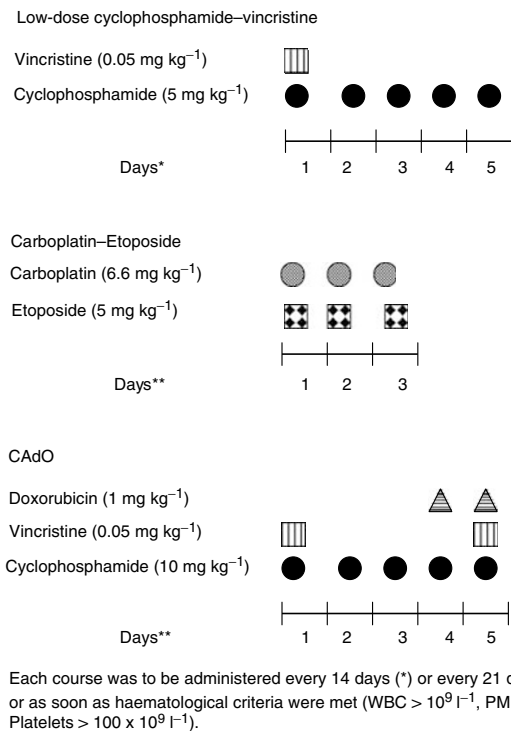 Low-dose cyclophosphamide–vincristine
Vincristine (0.05 mg kg⁻¹)
Cyclophosphamide (5 mg kg⁻¹)
Days* 1 2 3 4 5
Carboplatin–Etoposide
Carboplatin (6.6 mg kg⁻¹)
Etoposide (5 mg kg⁻¹)
Days** 1 2 3
CAdO
Doxorubicin (1 mg kg⁻¹)
Vincristine (0.05 mg kg⁻¹)
Cyclophosphamide (10 mg kg⁻¹)
Days** 1 2 3 4 5
Each course was to be administered every 14 days (*) or every 21
or as soon as haematological criteria were met (WBC > 10⁹ l⁻¹, PM
Platelets > 100 x 10⁹ l⁻¹).